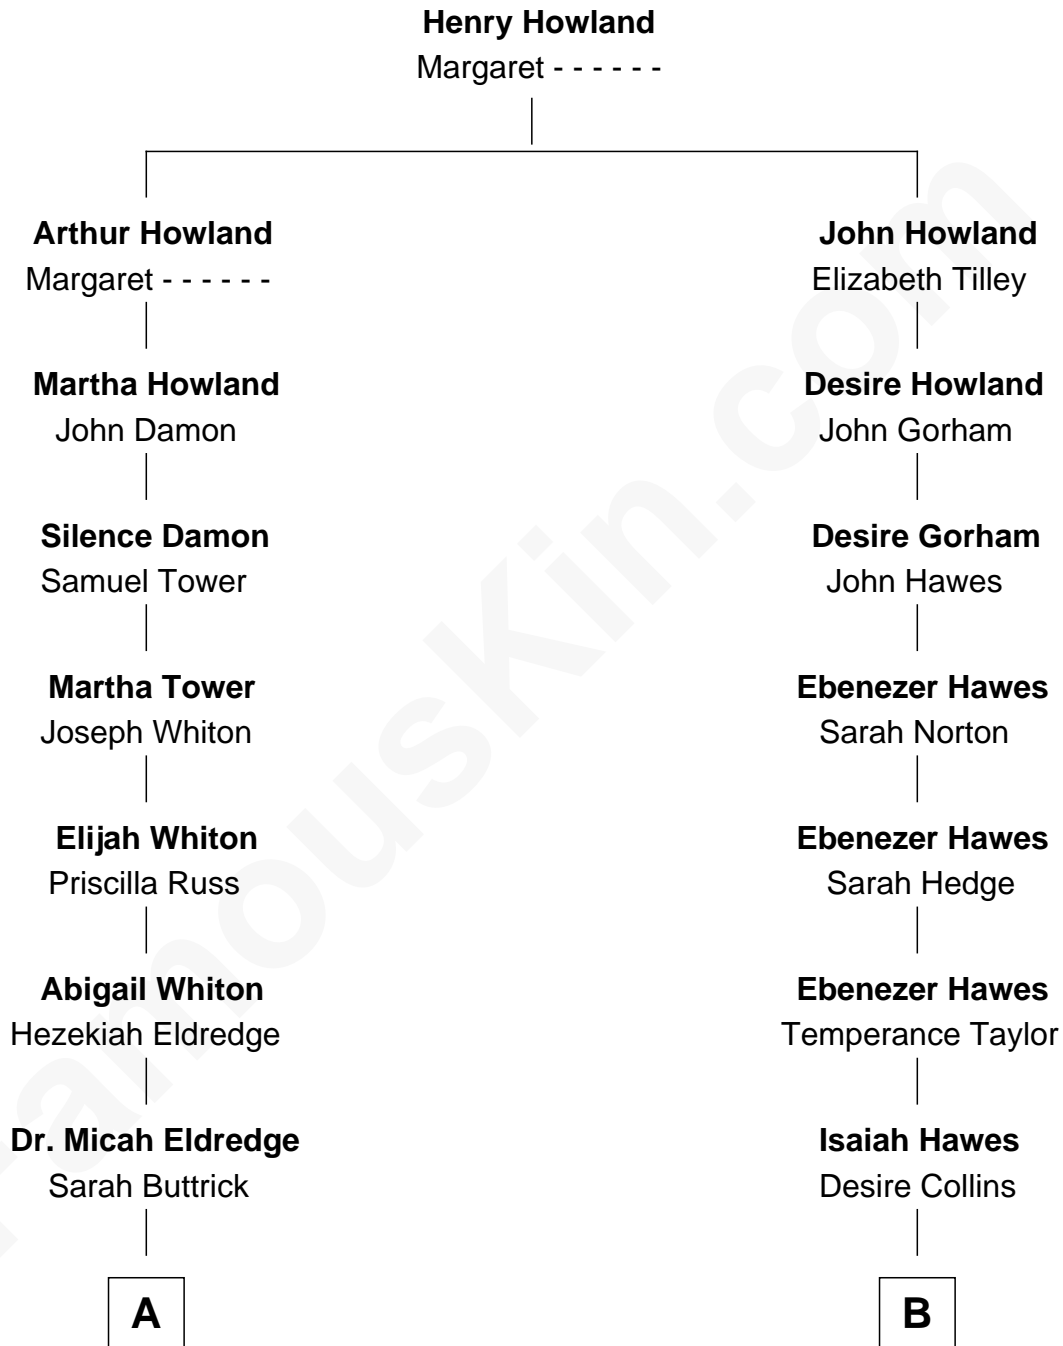 Henry Howland
Margaret - - - - - -
Arthur Howland
Margaret - - - - - -
John Howland
Elizabeth Tilley
Martha Howland
John Damon
Desire Howland
John Gorham
Silence Damon
Samuel Tower
Desire Gorham
John Hawes
Martha Tower
Joseph Whiton
Ebenezer Hawes
Sarah Norton
Elijah Whiton
Priscilla Russ
Ebenezer Hawes
Sarah Hedge
Abigail Whiton
Hezekiah Eldredge
Ebenezer Hawes
Temperance Taylor
Dr. Micah Eldredge
Sarah Buttrick
Isaiah Hawes
Desire Collins
A
B
FamousKin.com